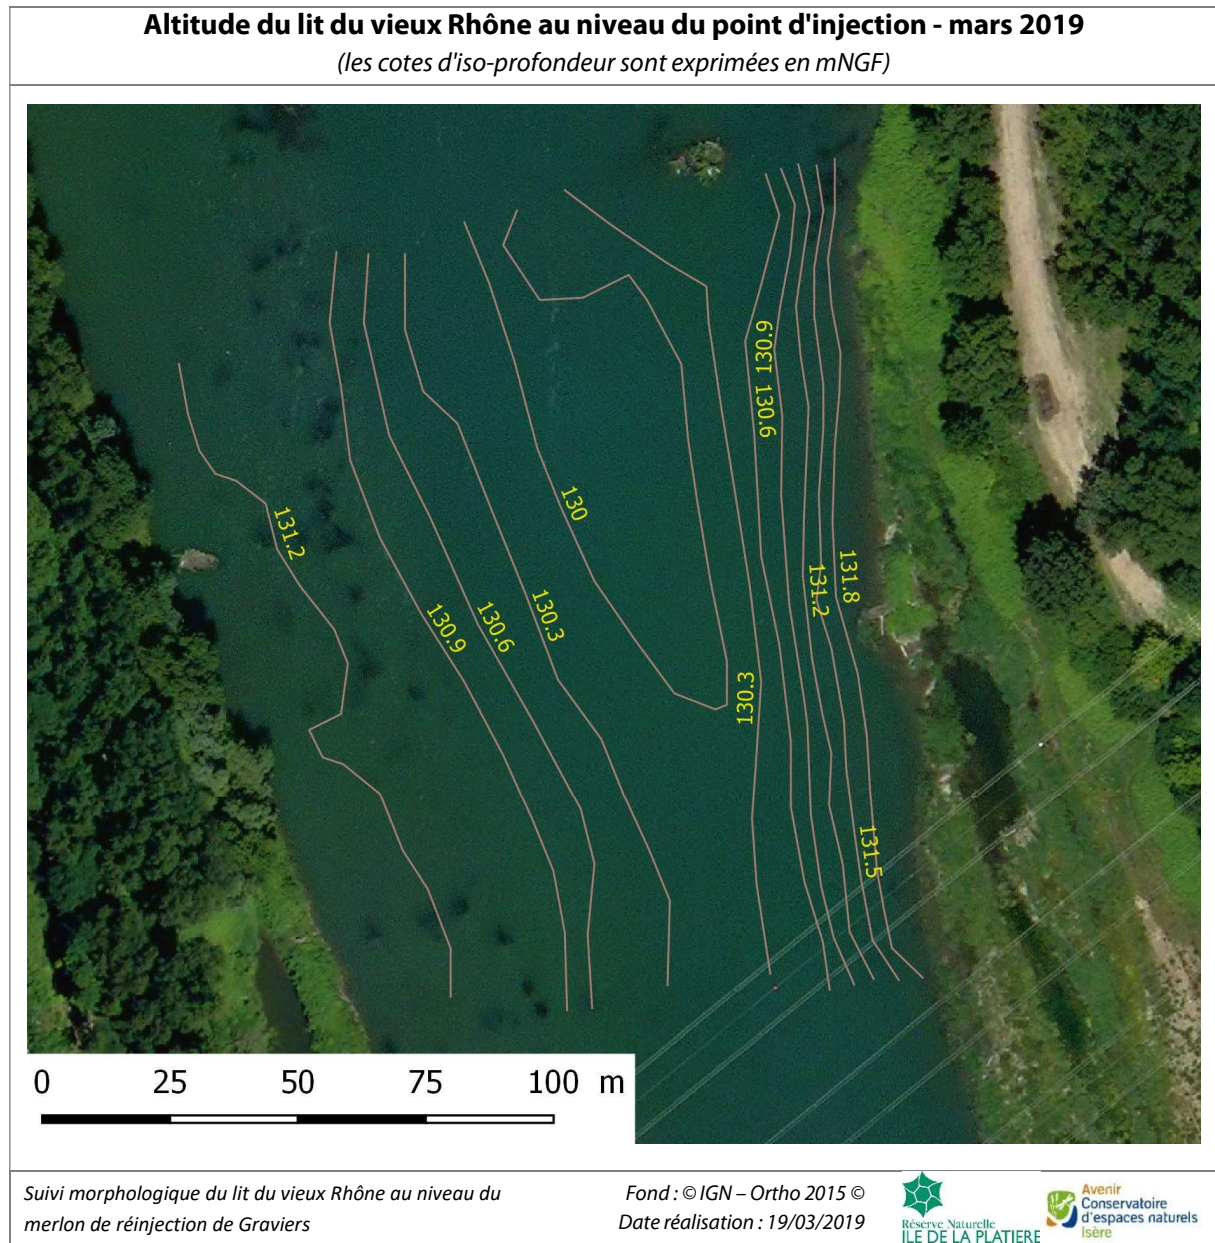 Altitude du lit du vieux Rhône au niveau du point d'injection - mars 2019
(les cotes d'iso-profondeur sont exprimées en mNGF)
130.9
130.6
130
131.2
131.2
131.8
130.9
130.6
130.3
130.3
131.5
0 25 50 75 100 m
Suivi morphologique du lit du vieux Rhône au niveau du
merlon de réinjection de Graviers
Fond : © IGN – Ortho 2015 ©
Date réalisation : 19/03/2019
Réserve Naturelle
ILE DE LA PLATIERE
Avenir
Conservatoire
d'espaces naturels
Isère